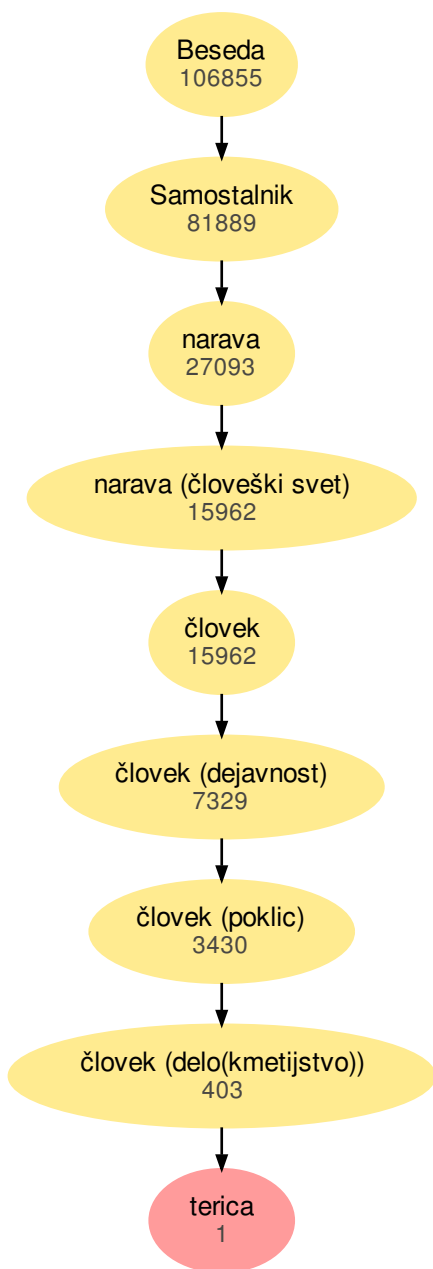 Beseda
106855
Samostalnik
81889
narava
27093
narava (človeški svet)
15962
človek
15962
človek (dejavnost)
7329
človek (poklic)
3430
človek (delo(kmetijstvo))
403
terica
1